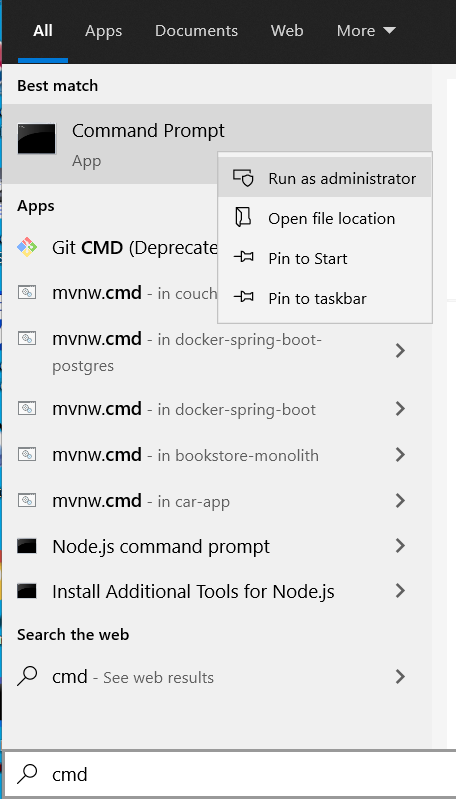 All Apps Documents Web More
Best match
Command Prompt
App
Run as administrator
Open file location
Pin to Start
Pin to taskbar
Apps
Git CMD (Deprecate
mvnw.cmd - in couch
mvnw.cmd - in docker-spring-boot-
postgres
mvnw.cmd - in docker-spring-boot
mvnw.cmd - in bookstore-monolith
mvnw.cmd - in car-app
Node.js command prompt
Install Additional Tools for Node.js
Search the web
cmd - See web results
cmd